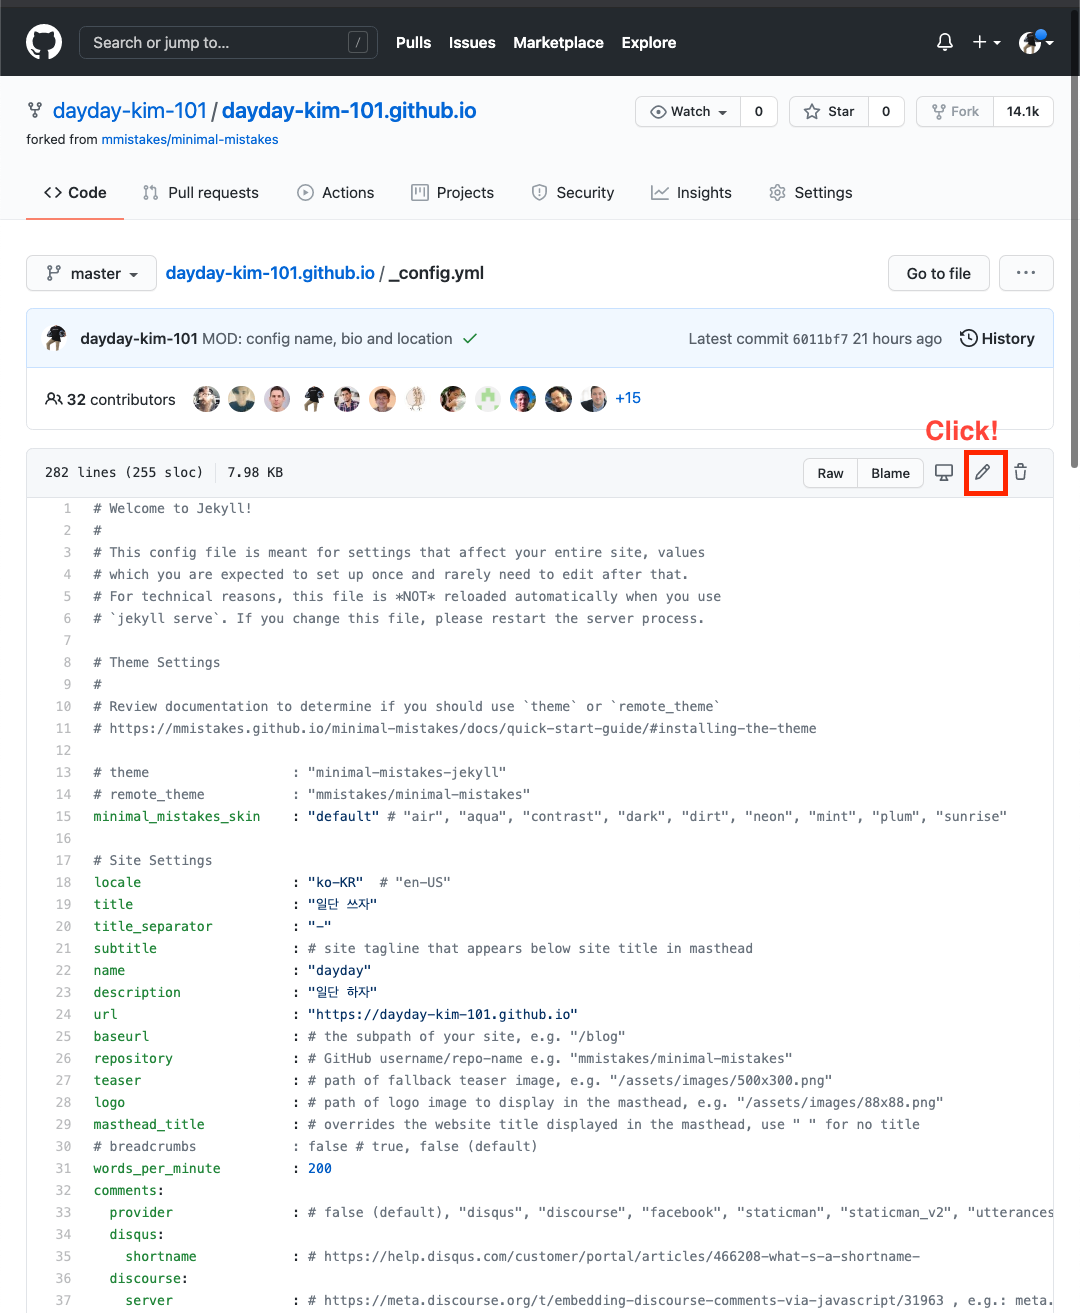 Search or jump to... / Pulls Issues Marketplace Explore
dayday-kim-101 / dayday-kim-101.github.io Watch 0 Star 0 Fork 14.1k
forked from mmistakes/minimal-mistakes
Code Pull requests Actions Projects Security Insights Settings
master dayday-kim-101.github.io / _config.yml Go to file ...
dayday-kim-101 MOD: config name, bio and location Latest commit 6011bf7 21 hours ago History
32 contributors +15
Click!
282 lines (255 sloc) 7.98 KB Raw Blame
1 # Welcome to Jekyll!
2 #
3 # This config file is meant for settings that affect your entire site, values
4 # which you are expected to set up once and rarely need to edit after that.
5 # For technical reasons, this file is *NOT* reloaded automatically when you use
6 # `jekyll serve`. If you change this file, please restart the server process.
7
8 # Theme Settings
9 #
10 # Review documentation to determine if you should use `theme` or `remote_theme`
11 # https://mmistakes.github.io/minimal-mistakes/docs/quick-start-guide/#installing-the-theme
12
13 # theme : "minimal-mistakes-jekyll"
14 # remote_theme : "mmistakes/minimal-mistakes"
15 minimal_mistakes_skin : "default" # "air", "aqua", "contrast", "dark", "dirt", "neon", "mint", "plum", "sunrise"
16
17 # Site Settings
18 locale : "ko-KR" # "en-US"
19 title : "일단 쓰자"
20 title_separator : "-"
21 subtitle : # site tagline that appears below site title in masthead
22 name : "dayday"
23 description : "일단 하자"
24 url : "https://dayday-kim-101.github.io"
25 baseurl : # the subpath of your site, e.g. "/blog"
26 repository : # GitHub username/repo-name e.g. "mmistakes/minimal-mistakes"
27 teaser : # path of fallback teaser image, e.g. "/assets/images/500x300.png"
28 logo : # path of logo image to display in the masthead, e.g. "/assets/images/88x88.png"
29 masthead_title : # overrides the website title displayed in the masthead, use " " for no title
30 # breadcrumbs : false # true, false (default)
31 words_per_minute : 200
32 comments:
33 provider : # false (default), "disqus", "discourse", "facebook", "staticman", "staticman_v2", "utterances
34 disqus:
35 shortname : # https://help.disqus.com/customer/portal/articles/466208-what-s-a-shortname-
36 discourse:
37 server : # https://meta.discourse.org/t/embedding-discourse-comments-via-javascript/31963 , e.g.: meta.